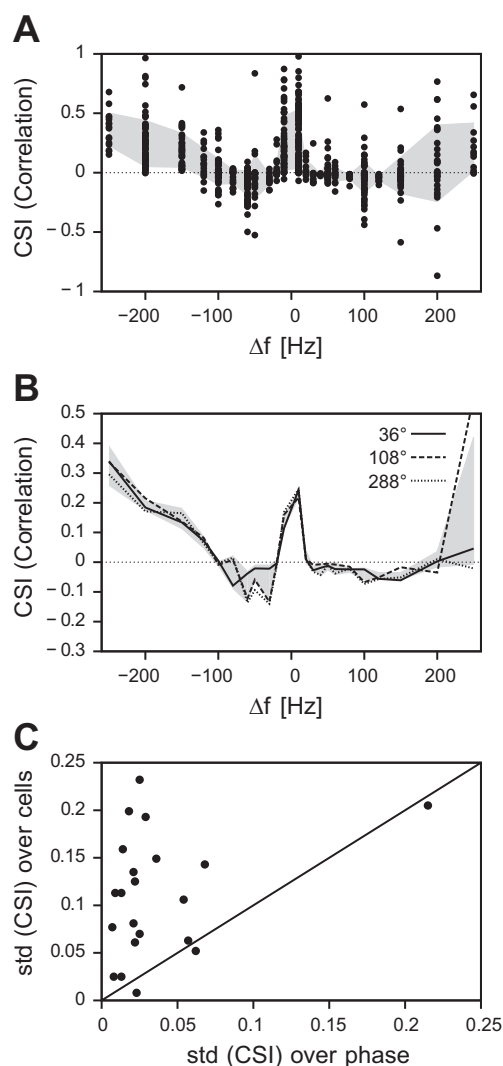 A
1
0.5
0
−0.5
−1
CSI (Correlation)
−200 −100 0 100 200
Δf [Hz]
B
0.5
0.4
0.3
0.2
0.1
0
−0.1
−0.2
−0.3
CSI (Correlation)
36°
108°
288°
−200 −100 0 100 200
Δf [Hz]
C
0.25
0.2
0.15
0.1
0.05
0
std (CSI) over cells
0 0.05 0.1 0.15 0.2 0.25
std (CSI) over phase